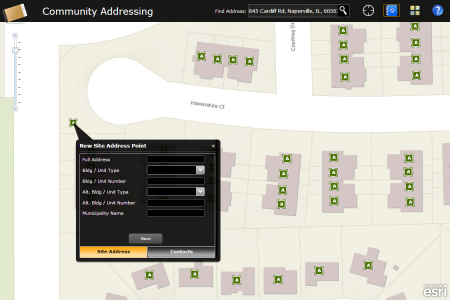 Community Addressing
Find Address: 045 Cardiff Rd, Naperville, IL, 6056
Courtney Dr
Havenshire Ct
New Site Address Point
Full Address
Bldg / Unit Type
Bldg / Unit Number
Alt. Bldg / Unit Type
Alt. Bldg / Unit Number
Municipality Name
Next
Site Address Contacts
esri